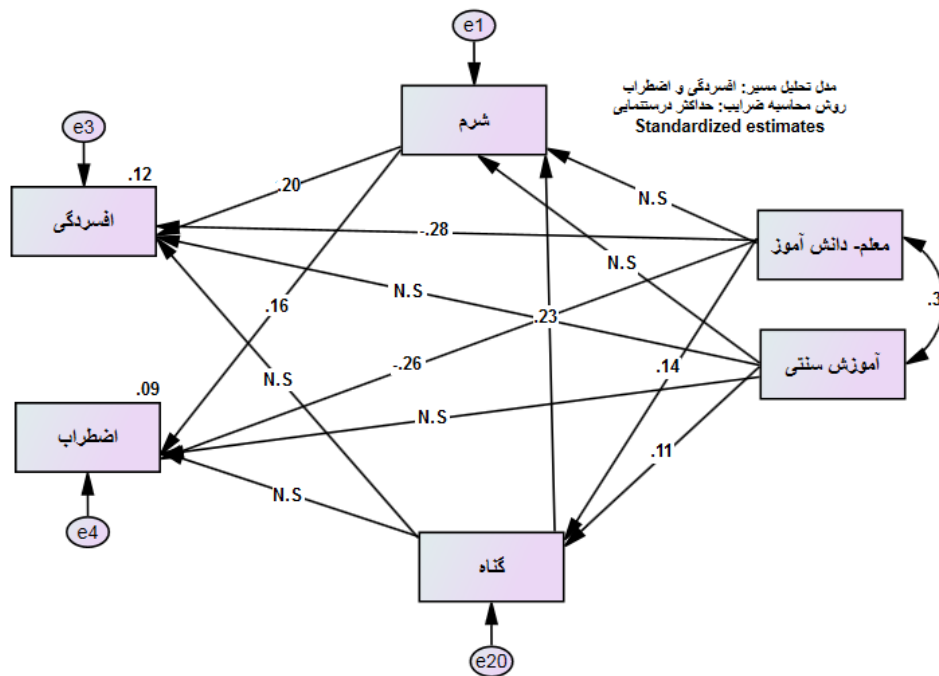 e1
مدل تحلیل مسیر: افسردگی و اضطراب
روش محاسبه ضرایب: حداکثر درستنمایی
Standardized estimates
شرم
e3
.12
.20
افسردگی
N.S
معلم- دانش آموز
-.28
N.S
N.S
.3
.16
.23
آموزش سنتی
-.26
.14
N.S
.09
N.S
اضطراب
.11
N.S
e4
گناه
e20